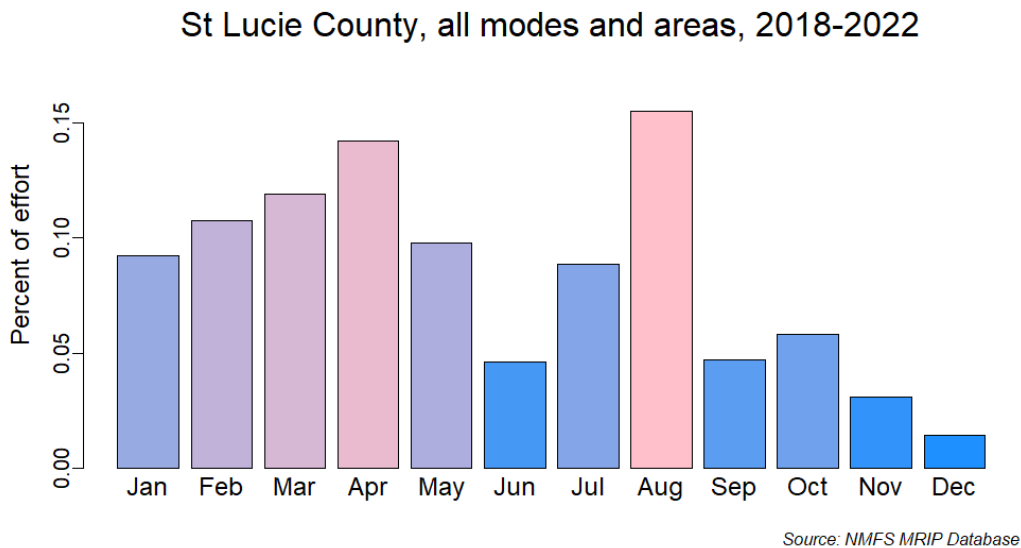 St Lucie County, all modes and areas, 2018-2022
Percent of effort
0.15
0.10
0.05
0.00
Jan Feb Mar Apr May Jun Jul Aug Sep Oct Nov Dec
Source: NMFS MRIP Database